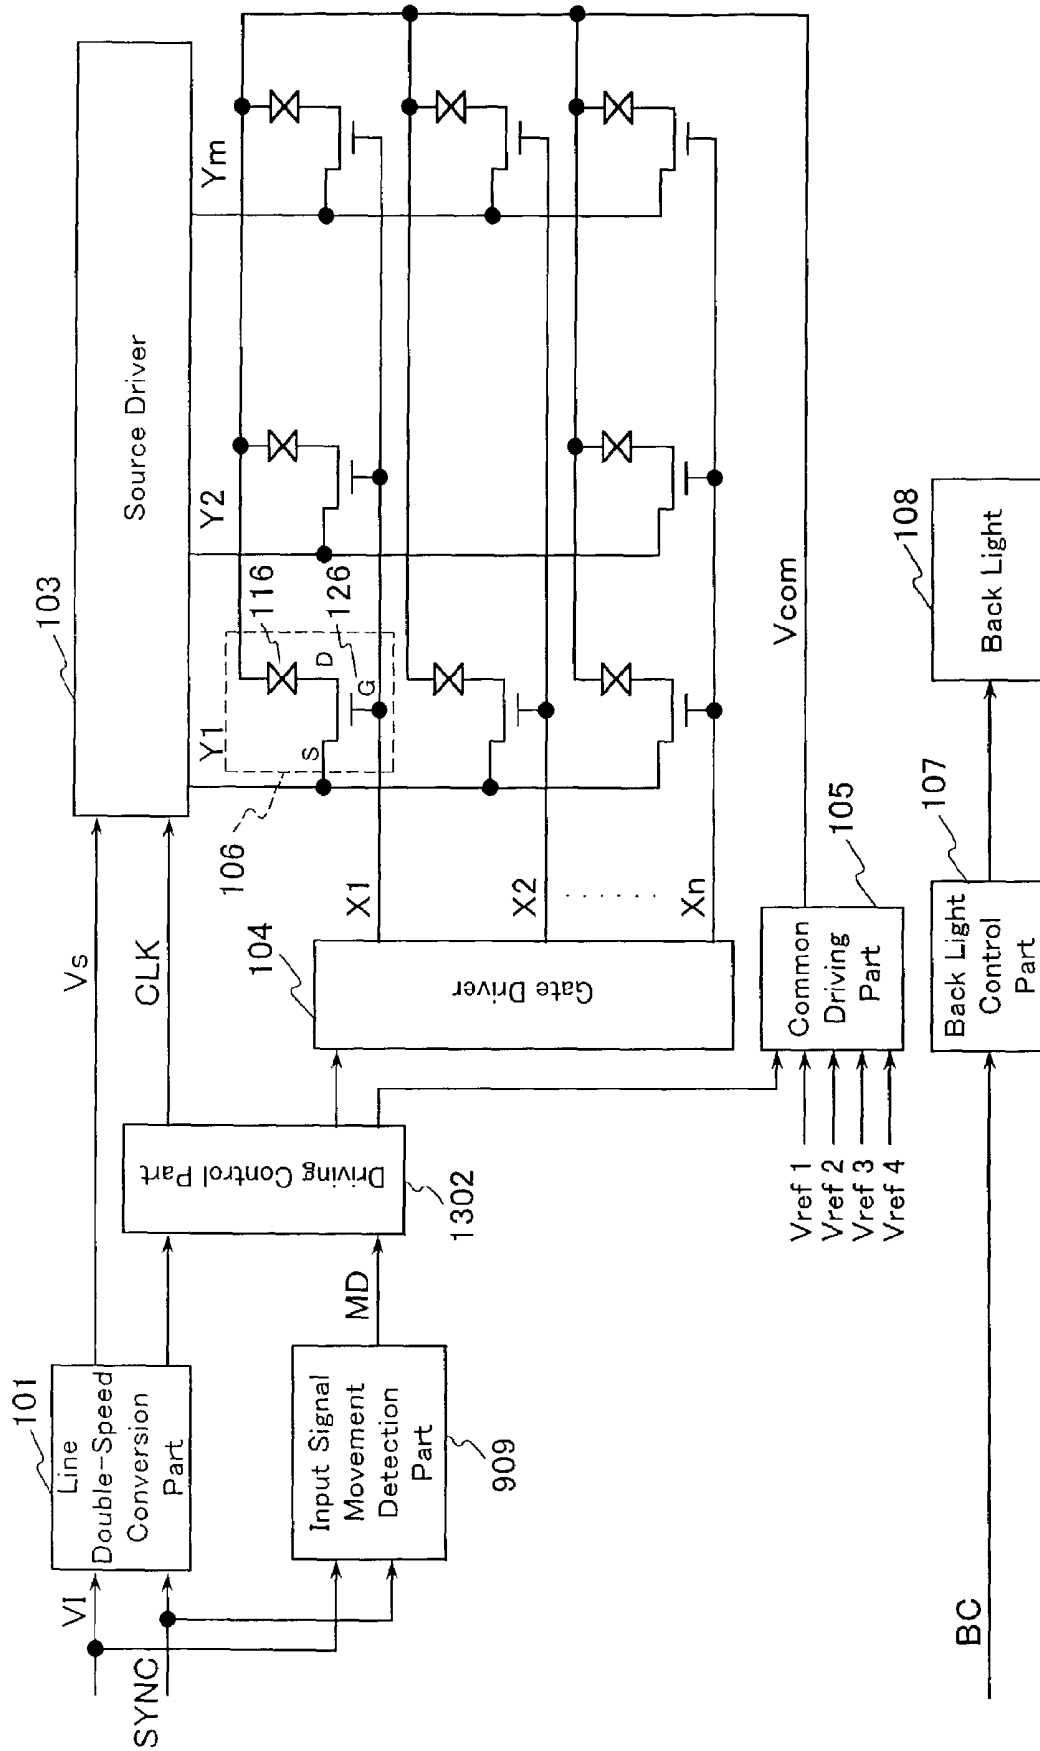 VI
SYNC
101
Line
Double-Speed
Conversion
Part
Input Signal
Movement
Detection
Part
909
MD
Vs
CLK
Driving Control Part
1302
103
Source Driver
104
Gate Driver
106
Y1
Y2
Ym
116
126
S
D
G
X1
X2
.......
Xn
Vref 1
Vref 2
Vref 3
Vref 4
Common
Driving
Part
105
Vcom
BC
Back Light
Control
Part
107
Back Light
108